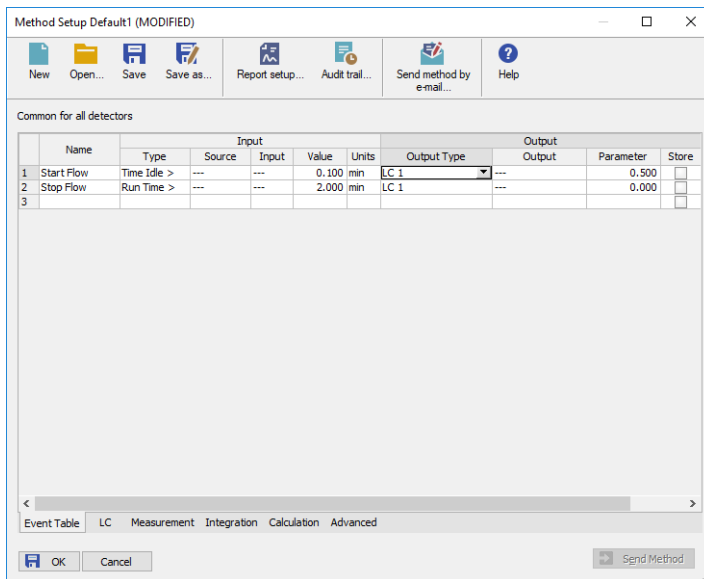 Method Setup Default1 (MODIFIED)
New Open... Save Save as... Report setup... Audit trail... Send method by e-mail... Help
Common for all detectors
Input Output
Name Type Source Input Value Units Output Type Output Parameter Store
1 Start Flow Time Idle > --- --- 0.100 min LC 1 --- 0.500
2 Stop Flow Run Time > --- --- 2.000 min LC 1 --- 0.000
3
Event Table LC Measurement Integration Calculation Advanced
OK Cancel Send Method